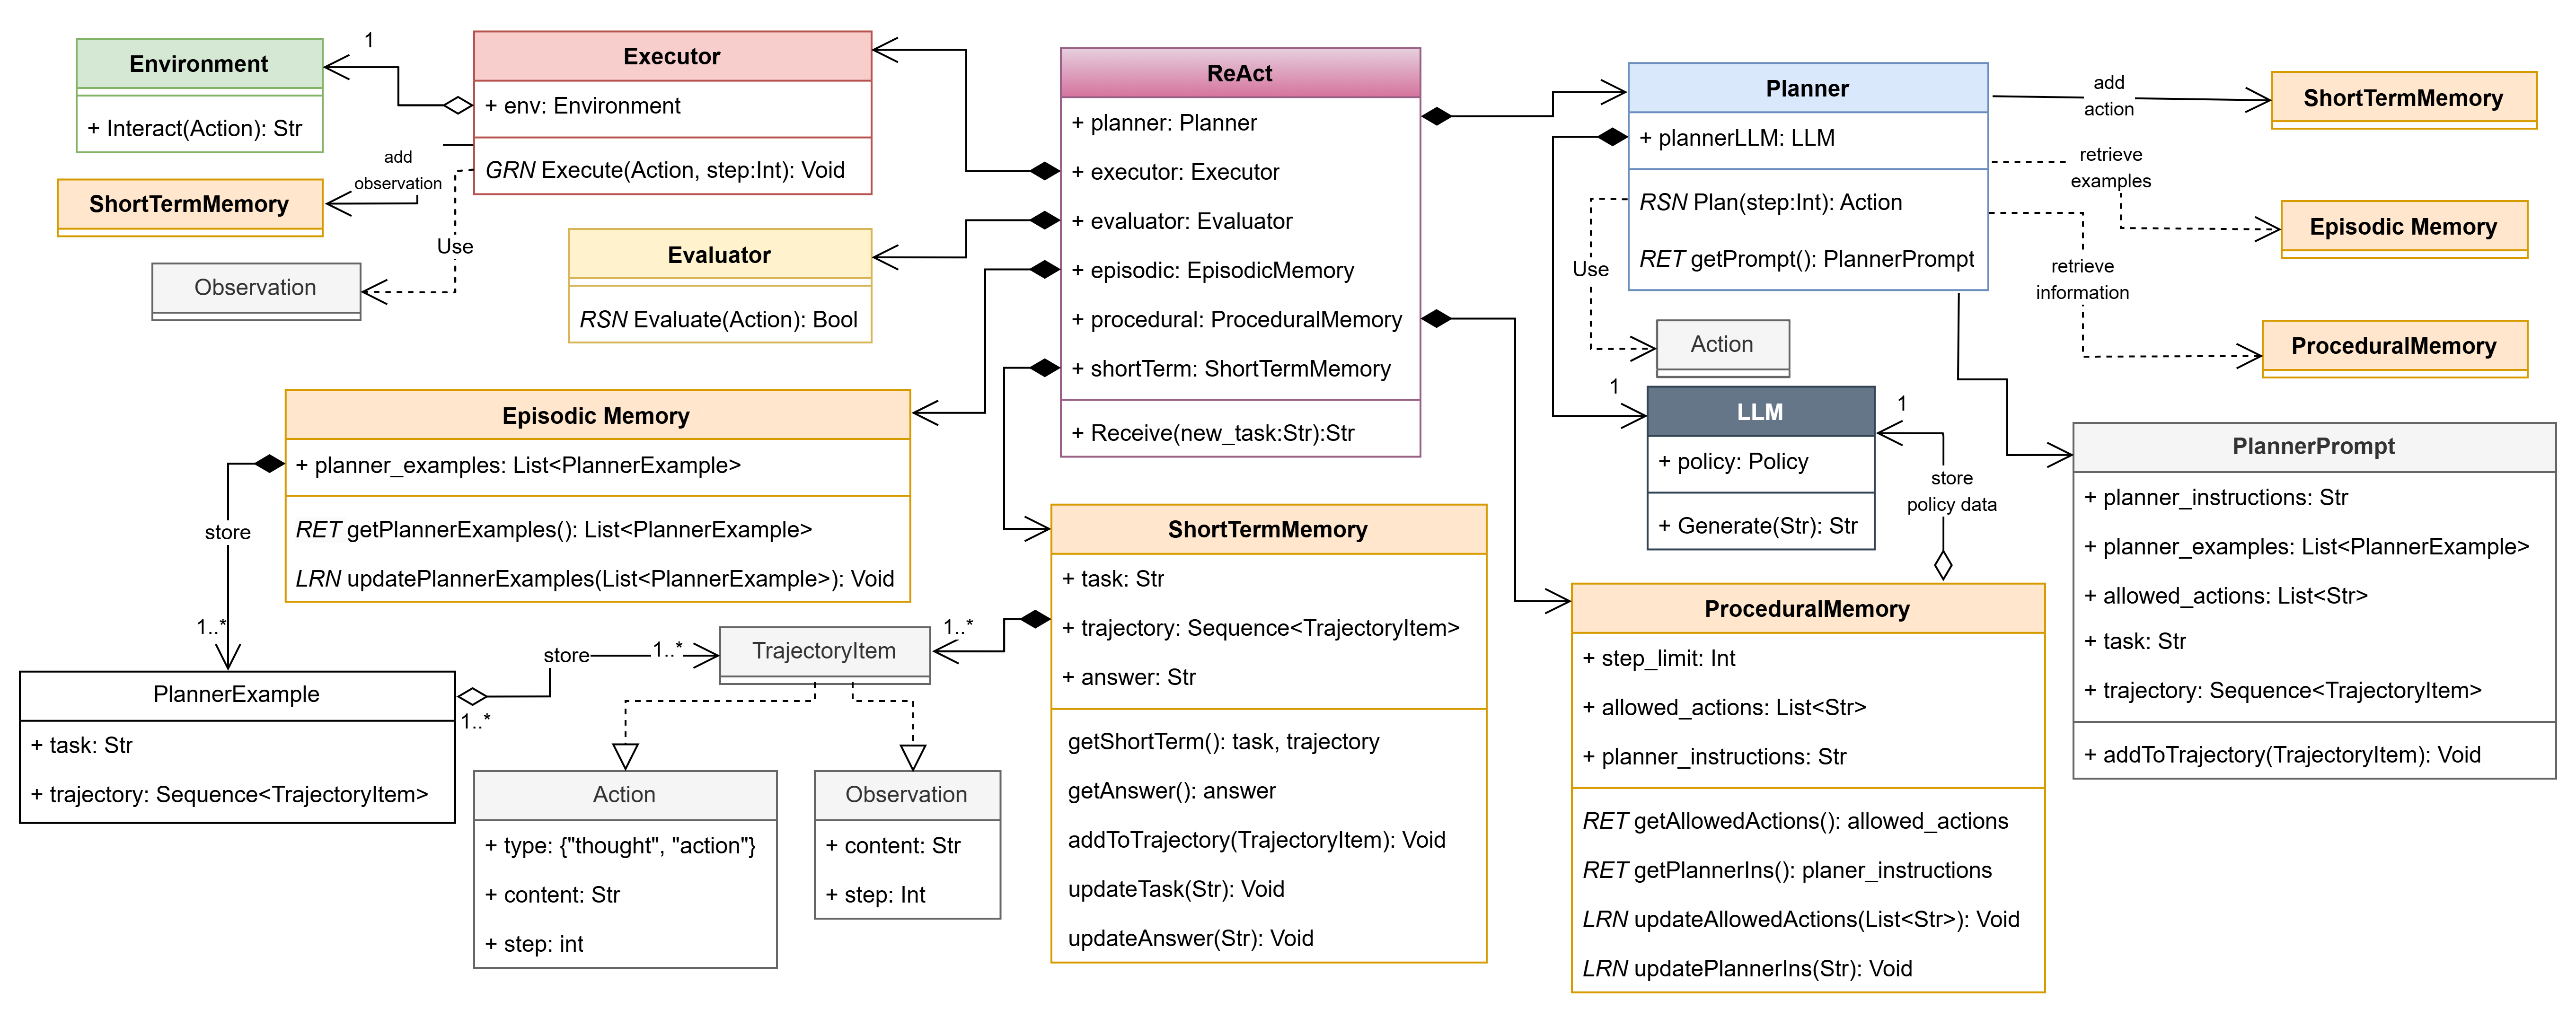 Environment
+ Interact(Action): Str
1
Executor
+ env: Environment
GRN Execute(Action, step:Int): Void
add
observation
ShortTermMemory
Use
Observation
Evaluator
RSN Evaluate(Action): Bool
ReAct
+ planner: Planner
+ executor: Executor
+ evaluator: Evaluator
+ episodic: EpisodicMemory
+ procedural: ProceduralMemory
+ shortTerm: ShortTermMemory
+ Receive(new_task:Str):Str
Planner
+ plannerLLM: LLM
RSN Plan(step:Int): Action
RET getPrompt(): PlannerPrompt
add
action
ShortTermMemory
retrieve
examples
Episodic Memory
retrieve
information
ProceduralMemory
Use
Action
1
LLM
+ policy: Policy
+ Generate(Str): Str
1
store
policy data
PlannerPrompt
+ planner_instructions: Str
+ planner_examples: List<PlannerExample>
+ allowed_actions: List<Str>
+ task: Str
+ trajectory: Sequence<TrajectoryItem>
+ addToTrajectory(TrajectoryItem): Void
Episodic Memory
+ planner_examples: List<PlannerExample>
RET getPlannerExamples(): List<PlannerExample>
LRN updatePlannerExamples(List<PlannerExample>): Void
store
1..*
PlannerExample
+ task: Str
+ trajectory: Sequence<TrajectoryItem>
1..*
store
1..*
TrajectoryItem
1..*
Action
+ type: {"thought", "action"}
+ content: Str
+ step: int
Observation
+ content: Str
+ step: Int
ShortTermMemory
+ task: Str
+ trajectory: Sequence<TrajectoryItem>
+ answer: Str
getShortTerm(): task, trajectory
getAnswer(): answer
addToTrajectory(TrajectoryItem): Void
updateTask(Str): Void
updateAnswer(Str): Void
ProceduralMemory
+ step_limit: Int
+ allowed_actions: List<Str>
+ planner_instructions: Str
RET getAllowedActions(): allowed_actions
RET getPlannerIns(): planer_instructions
LRN updateAllowedActions(List<Str>): Void
LRN updatePlannerIns(Str): Void